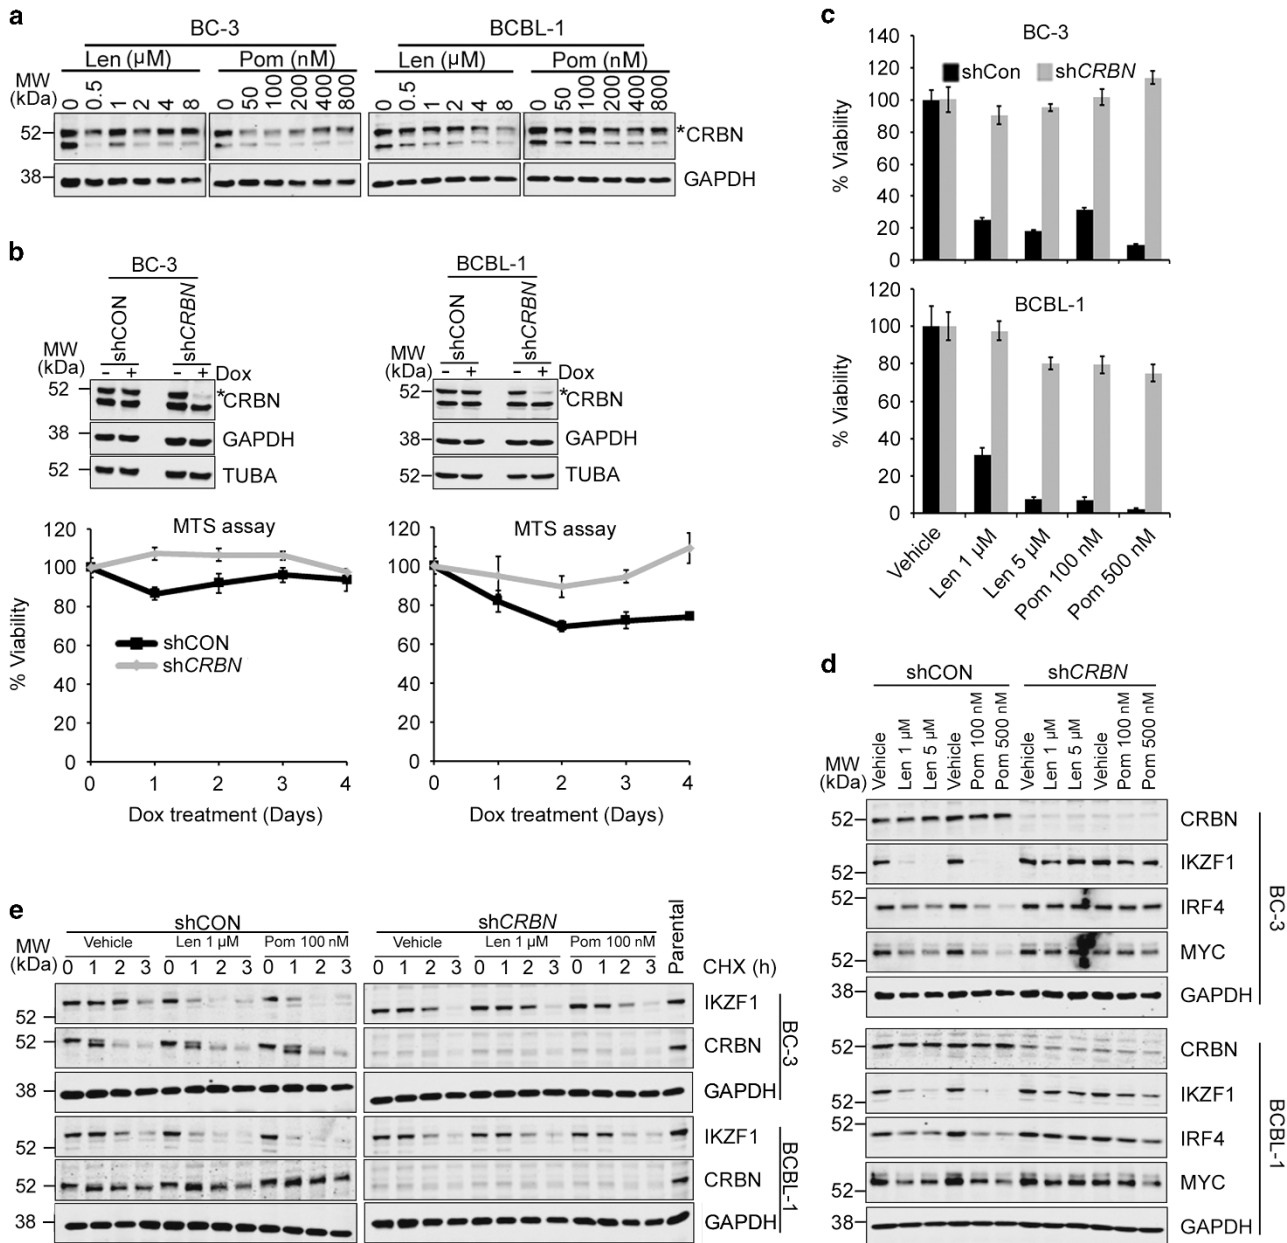 a
BC-3
BCBL-1
Len (µM)
Pom (nM)
Len (µM)
Pom (nM)
MW
(kDa)
0 0.5 1 2 4 8
0 50 100 200 400 800
0 0.5 1 2 4 8
0 50 100 200 400 800
52
*CRBN
38
GAPDH
b
BC-3
shCON
shCRBN
MW
(kDa)
- + - + Dox
52
*
CRBN
38
GAPDH
52
TUBA
BCBL-1
shCON
shCRBN
MW
(kDa)
- + - + Dox
52
*
CRBN
38
GAPDH
52
TUBA
MTS assay
% Viability
120
100
80
60
40
20
0
shCON
shCRBN
0 1 2 3 4
Dox treatment (Days)
MTS assay
120
100
80
60
40
20
0
0 1 2 3 4
Dox treatment (Days)
c
BC-3
shCon shCRBN
% Viability
140
120
100
80
60
40
20
0
BCBL-1
% Viability
120
100
80
60
40
20
0
Vehicle
Len 1 µM
Len 5 µM
Pom 100 nM
Pom 500 nM
d
shCON
shCRBN
MW
(kDa)
Vehicle
Len 1 µM
Len 5 µM
Vehicle
Pom 100 nM
Pom 500 nM
Vehicle
Len 1 µM
Len 5 µM
Vehicle
Pom 100 nM
Pom 500 nM
52
CRBN
52
IKZF1
52
IRF4
52
MYC
38
GAPDH
BC-3
52
CRBN
52
IKZF1
52
IRF4
52
MYC
38
GAPDH
BCBL-1
e
shCON
shCRBN
Parental
MW
(kDa)
Vehicle
Len 1 µM
Pom 100 nM
Vehicle
Len 1 µM
Pom 100 nM
0 1 2 3 0 1 2 3 0 1 2 3
0 1 2 3 0 1 2 3 0 1 2 3
CHX (h)
52
IKZF1
52
CRBN
38
GAPDH
BC-3
52
IKZF1
52
CRBN
38
GAPDH
BCBL-1